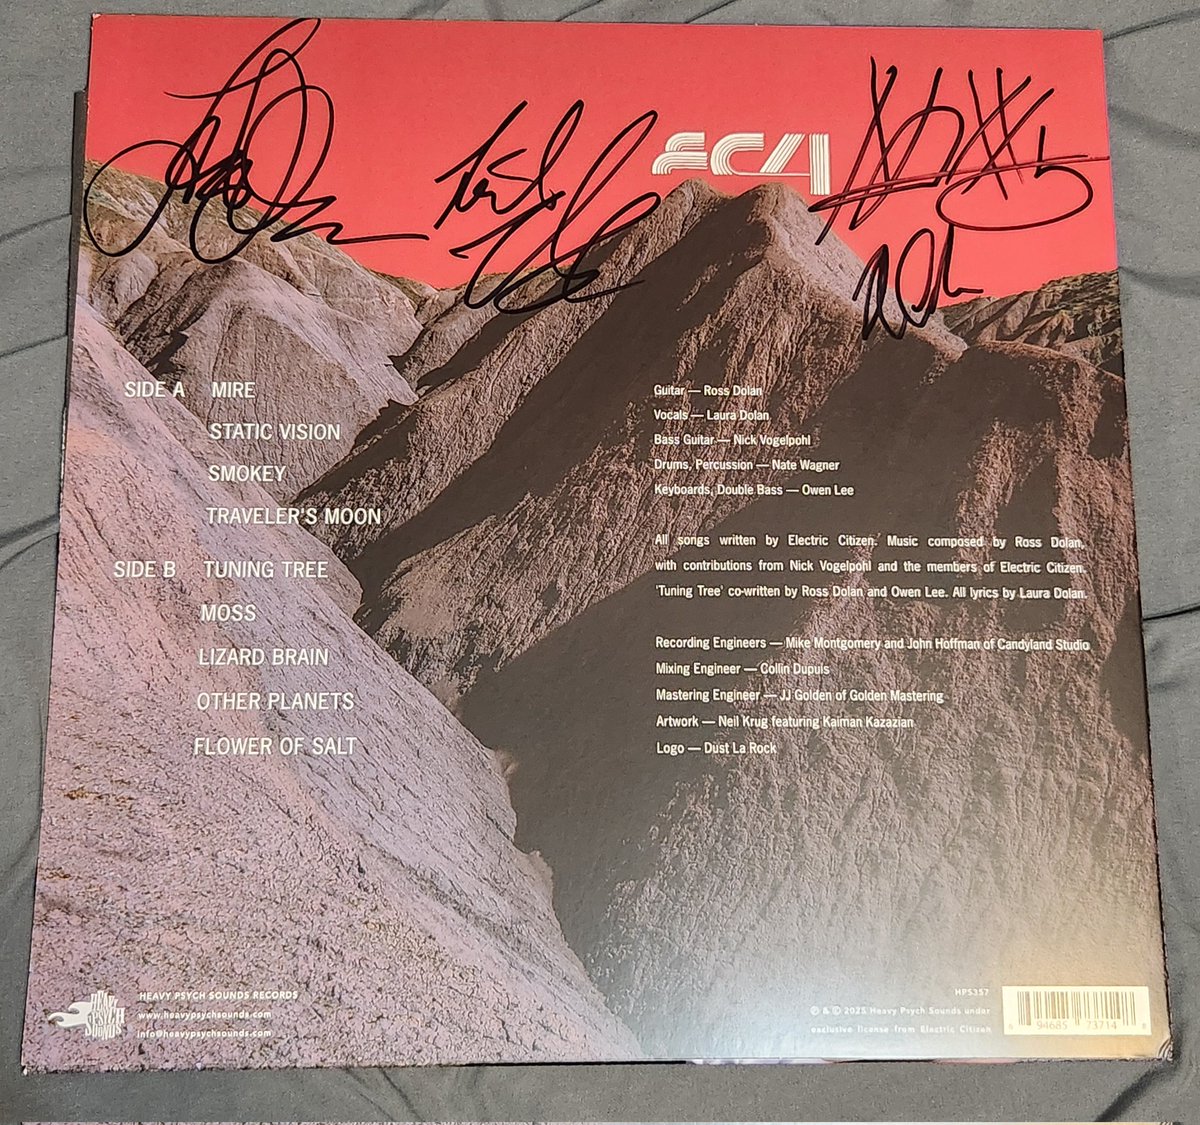 EC4
SIDE A MIRE
STATIC VISION
SMOKEY
TRAVELER'S MOON
SIDE B TUNING TREE
MOSS
LIZARD BRAIN
OTHER PLANETS
FLOWER OF SALT
Guitar — Ross Dolan
Vocals — Laura Dolan
Bass Guitar — Nick Vogelpohl
Drums, Percussion — Nate Wagner
Keyboards, Double Bass — Owen Lee
All songs written by Electric Citizen. Music composed by Ross Dolan,
with contributions from Nick Vogelpohl and the members of Electric Citizen.
'Tuning Tree' co-written by Ross Dolan and Owen Lee. All lyrics by Laura Dolan.
Recording Engineers — Mike Montgomery and John Hoffman of Candyland Studio
Mixing Engineer — Collin Dupuis
Mastering Engineer — JJ Golden of Golden Mastering
Artwork — Neil Krug featuring Kaiman Kazazian
Logo — Dust La Rock
HEAVY
PSYCH
SOUNDS
HEAVY PSYCH SOUNDS RECORDS
www.heavypsychsounds.com
info@heavypsychsounds.com
HPS357
℗ & © 2025 Heavy Psych Sounds under
exclusive license from Electric Citizen
94685 73714